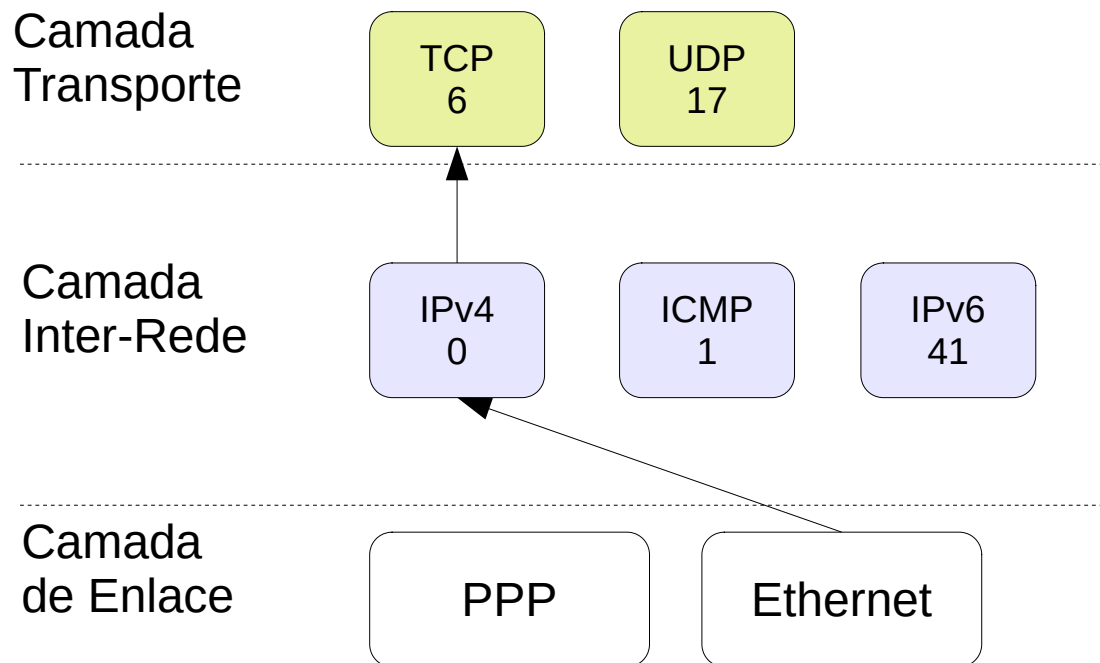 Camada
Transporte
TCP
6
UDP
17
Camada
Inter-Rede
IPv4
0
ICMP
1
IPv6
41
Camada
de Enlace
PPP
Ethernet